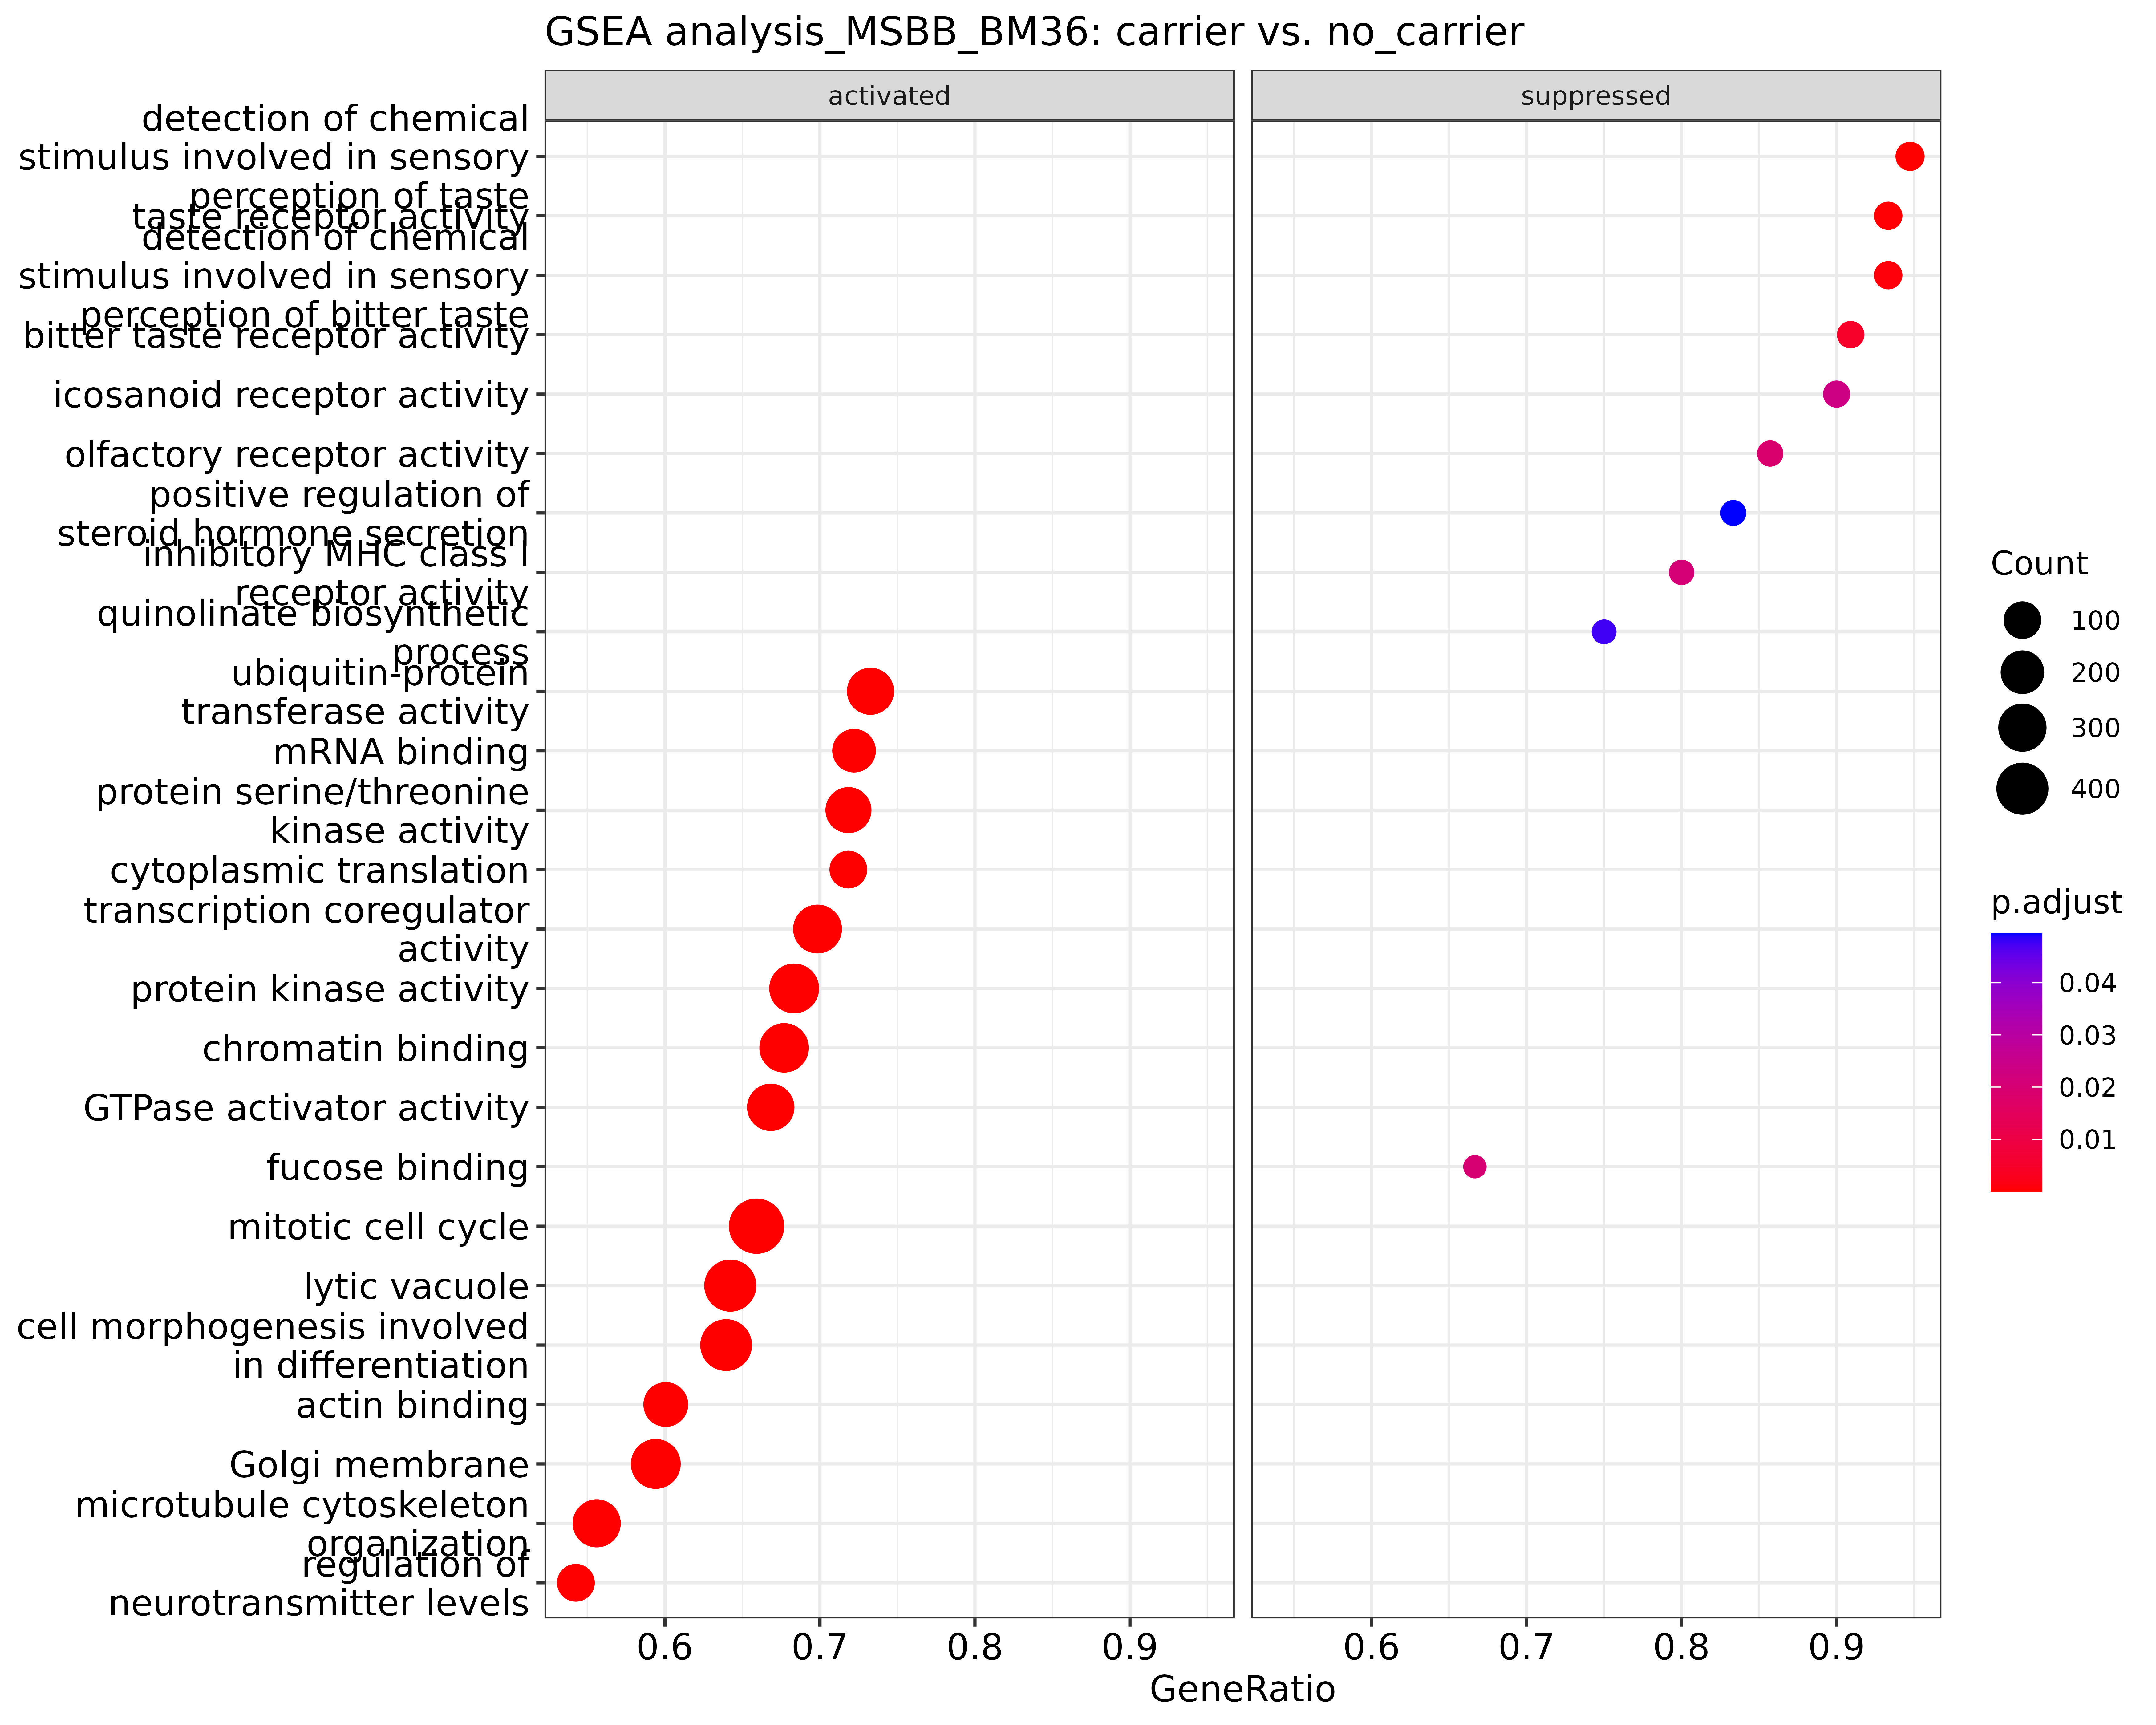 GSEA analysis_MSBB_BM36: carrier vs. no_carrier
activated
suppressed
detection of chemical
stimulus involved in sensory
perception of taste
taste receptor activity
detection of chemical
stimulus involved in sensory
perception of bitter taste
bitter taste receptor activity
icosanoid receptor activity
olfactory receptor activity
positive regulation of
steroid hormone secretion
inhibitory MHC class I
receptor activity
quinolinate biosynthetic
process
ubiquitin-protein
transferase activity
mRNA binding
protein serine/threonine
kinase activity
cytoplasmic translation
transcription coregulator
activity
protein kinase activity
chromatin binding
GTPase activator activity
fucose binding
mitotic cell cycle
lytic vacuole
cell morphogenesis involved
in differentiation
actin binding
Golgi membrane
microtubule cytoskeleton
organization
regulation of
neurotransmitter levels
0.6 0.7 0.8 0.9
0.6 0.7 0.8 0.9
GeneRatio
Count
100
200
300
400
p.adjust
0.04
0.03
0.02
0.01